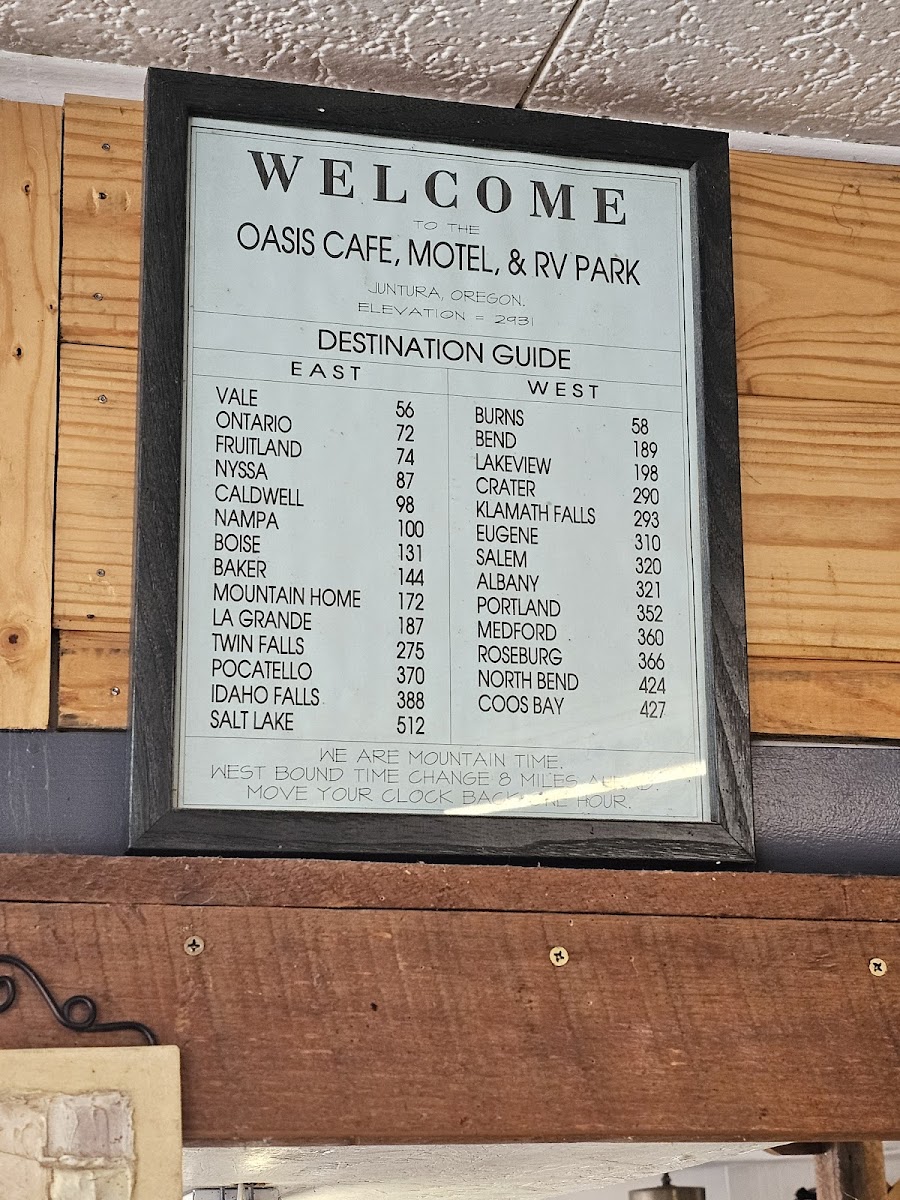 WELCOME
TO THE
OASIS CAFE, MOTEL, & RV PARK
JUNTURA, OREGON.
ELEVATION = 2931
DESTINATION GUIDE
EAST
VALE 56
ONTARIO 72
FRUITLAND 74
NYSSA 87
CALDWELL 98
NAMPA 100
BOISE 131
BAKER 144
MOUNTAIN HOME 172
LA GRANDE 187
TWIN FALLS 275
POCATELLO 370
IDAHO FALLS 388
SALT LAKE 512
WEST
BURNS 58
BEND 189
LAKEVIEW 198
CRATER 290
KLAMATH FALLS 293
EUGENE 310
SALEM 320
ALBANY 321
PORTLAND 352
MEDFORD 360
ROSEBURG 366
NORTH BEND 424
COOS BAY 427
WE ARE MOUNTAIN TIME.
WEST BOUND TIME CHANGE 8 MILES AHEAD.
MOVE YOUR CLOCK BACK ONE HOUR.